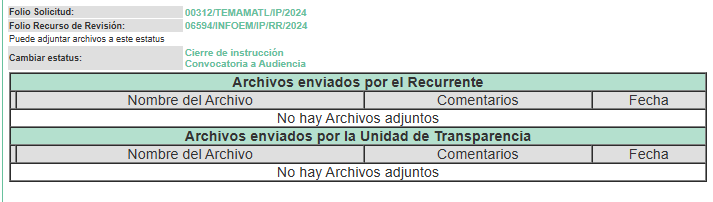 Folio Solicitud: 00312/TEMAMATL/IP/2024
Folio Recurso de Revisión: 06594/INFOEM/IP/RR/2024
Puede adjuntar archivos a este estatus
Cambiar estatus: Cierre de instrucción
Convocatoria a Audiencia
Archivos enviados por el Recurrente
Nombre del Archivo Comentarios Fecha
No hay Archivos adjuntos
Archivos enviados por la Unidad de Transparencia
Nombre del Archivo Comentarios Fecha
No hay Archivos adjuntos